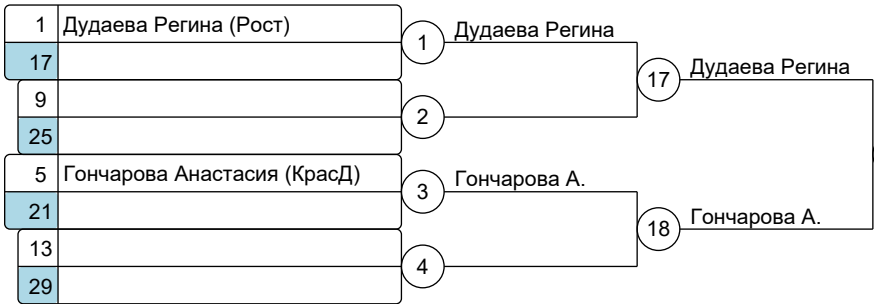 1 Дудаева Регина (Рост)
17
1 Дудаева Регина
9
25
2
17 Дудаева Регина
5 Гончарова Анастасия (КрасД)
21
3 Гончарова А.
13
29
4
18 Гончарова А.